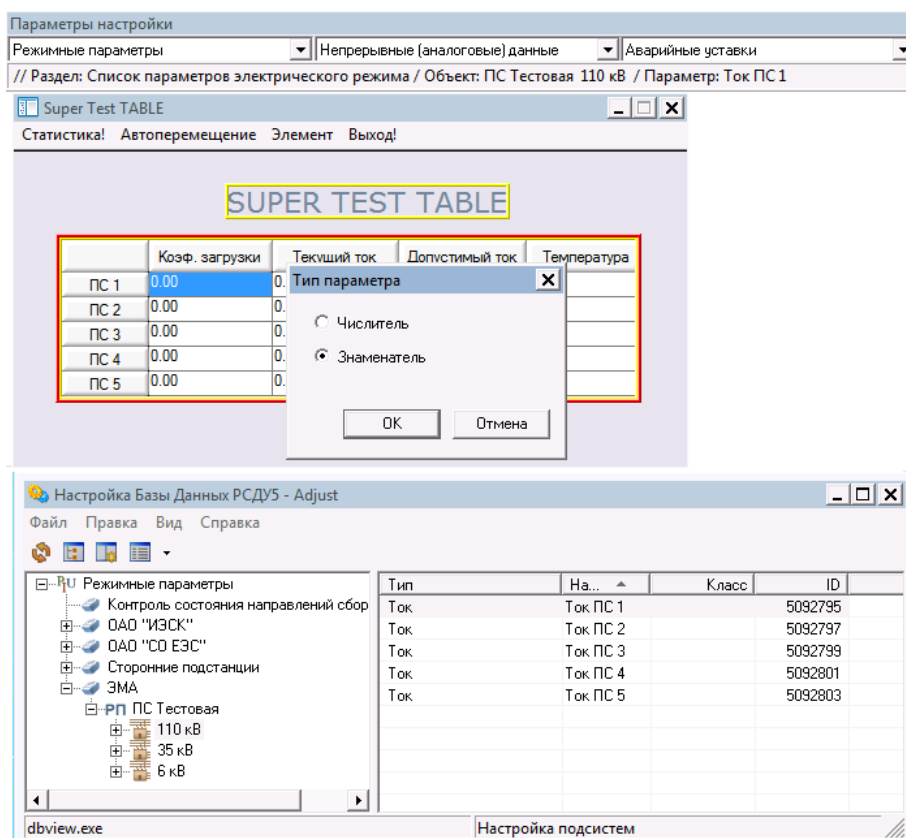 Параметры настройки
Режимные параметры Непрерывные (аналоговые) данные Аварийные уставки
// Раздел: Список параметров электрического режима / Объект: ПС Тестовая 110 кВ / Параметр: Ток ПС 1
Super Test TABLE
Статистика! Автоперемещение Элемент Выход!
SUPER TEST TABLE
Коэф. загрузки Текущий ток Допустимый ток Температура
Тип параметра
ПС 1 0.00 0.
ПС 2 0.00 0.
Числитель
ПС 3 0.00 0.
Знаменатель
ПС 4 0.00 0.
ПС 5 0.00 0.
OK Отмена
Настройка Базы Данных РСДУ5 - Adjust
Файл Правка Вид Справка
Режимные параметры
Контроль состояния направлений сбор
ОАО "ИЭСК"
ОАО "СО ЕЭС"
Сторонние подстанции
ЭМА
РП ПС Тестовая
110 кВ
35 кВ
6 кВ
Тип На... Класс ID
Ток Ток ПС 1 5092795
Ток Ток ПС 2 5092797
Ток Ток ПС 3 5092799
Ток Ток ПС 4 5092801
Ток Ток ПС 5 5092803
dbview.exe Настройка подсистем